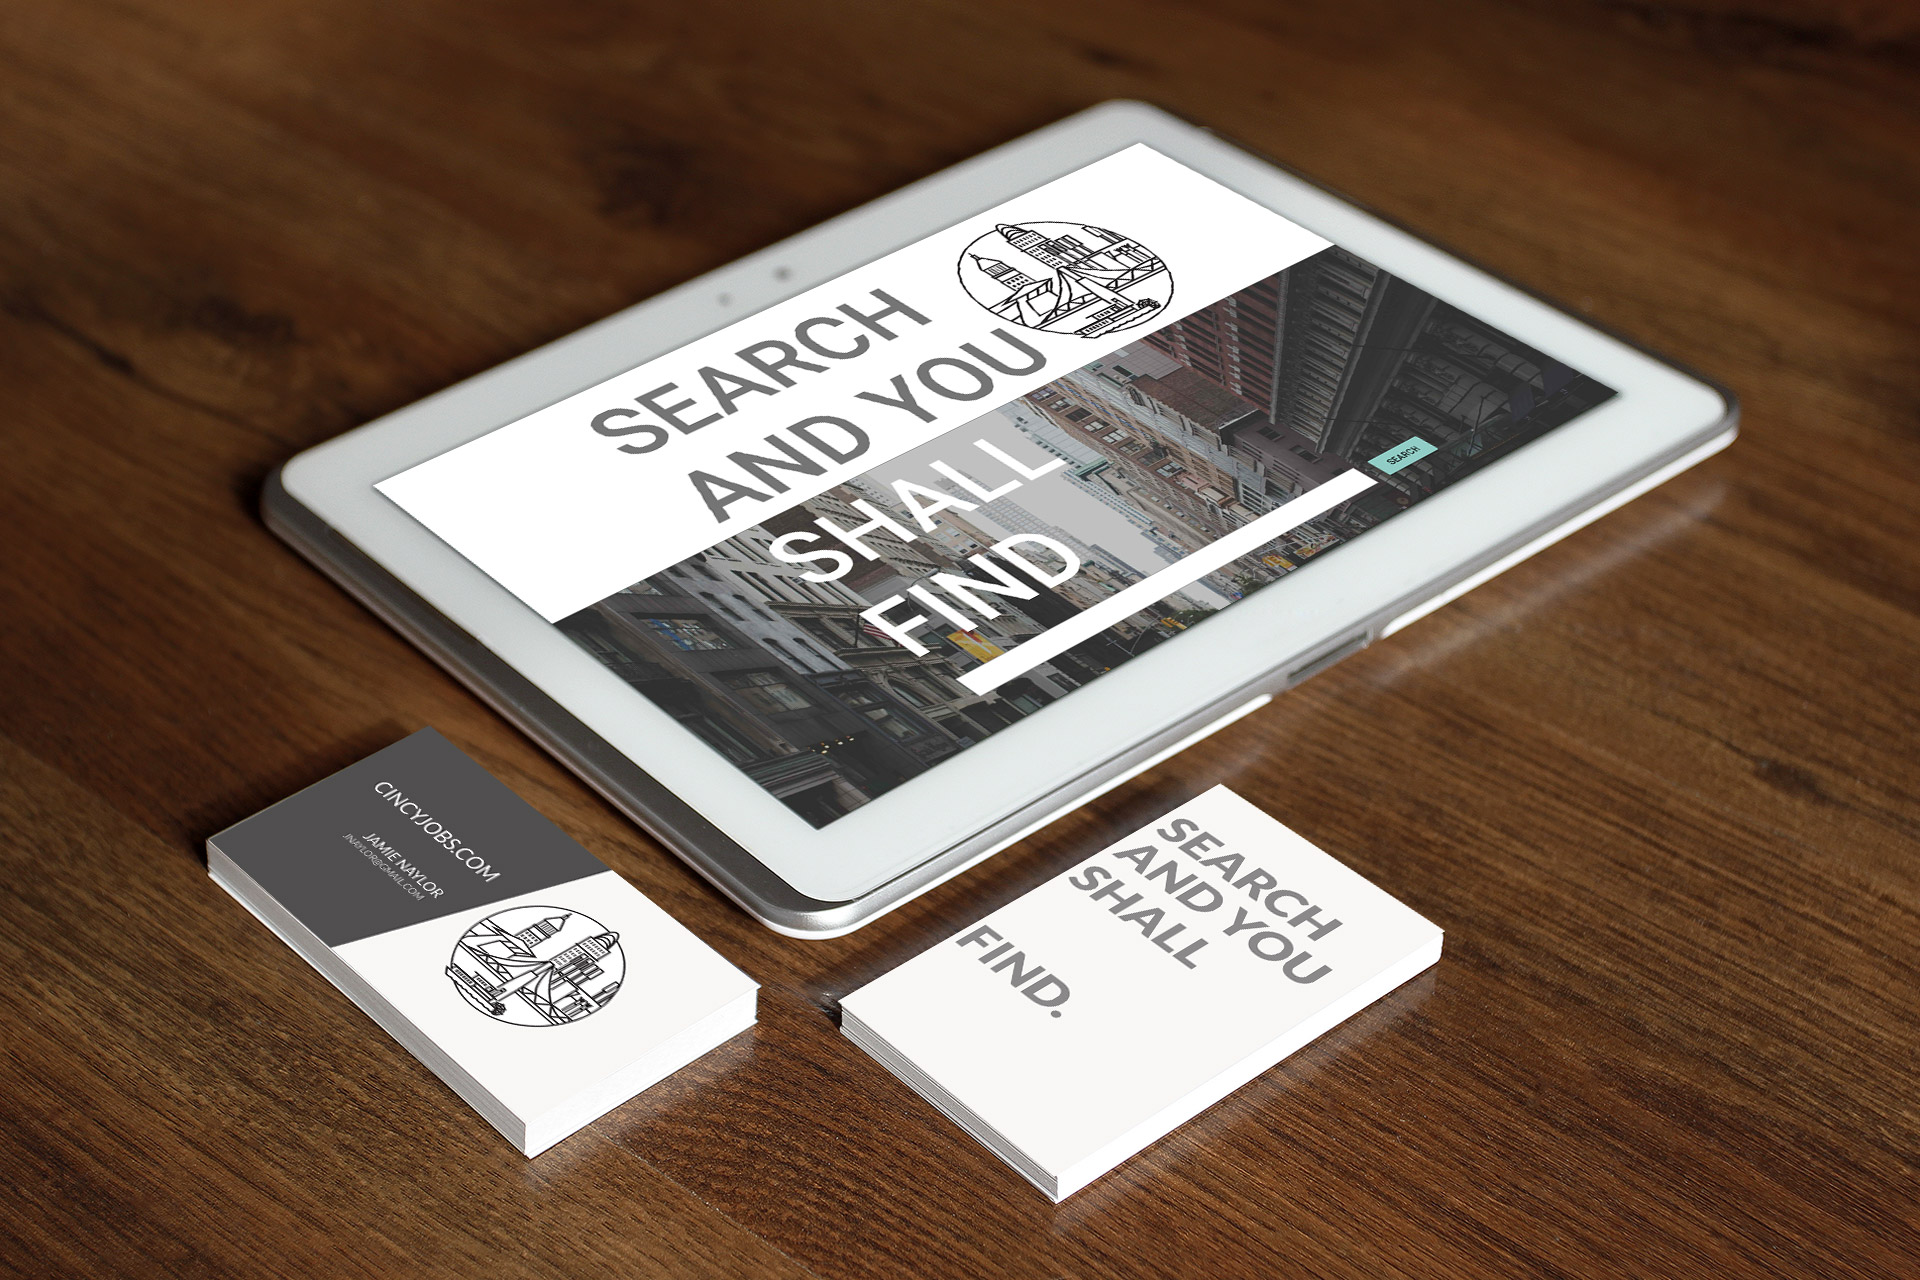 SEARCH
AND YOU
SHALL
FIND
SEARCH
CINCYJOBS.COM
JAMIE NAYLOR
JNAYLOR@GMAIL.COM
SEARCH
AND YOU
SHALL
FIND.